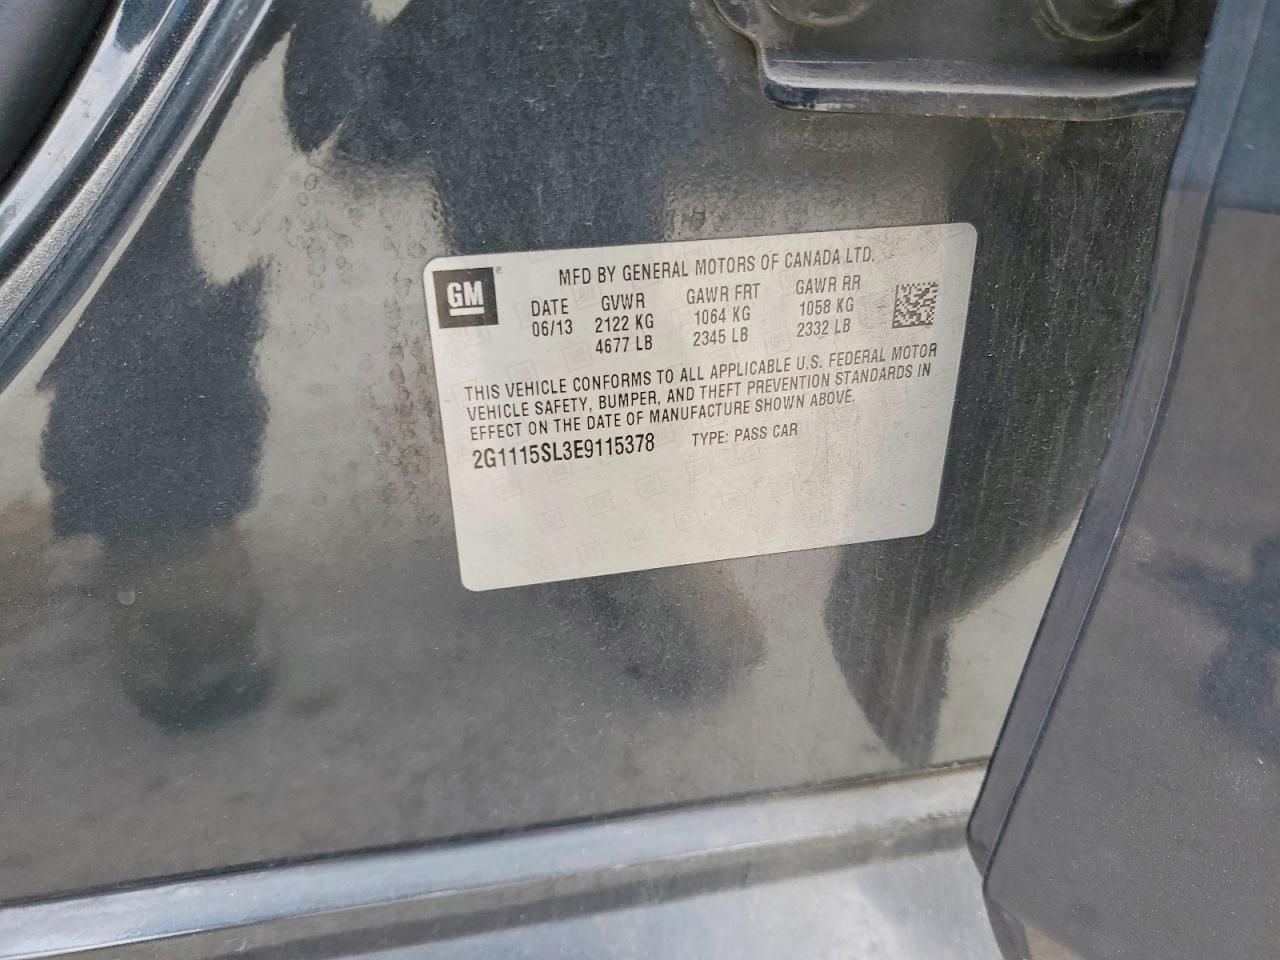 GM
MFD BY GENERAL MOTORS OF CANADA LTD.
DATE GVWR GAWR FRT GAWR RR
06/13 2122 KG 1064 KG 1058 KG
4677 LB 2345 LB 2332 LB
THIS VEHICLE CONFORMS TO ALL APPLICABLE U.S. FEDERAL MOTOR
VEHICLE SAFETY, BUMPER, AND THEFT PREVENTION STANDARDS IN
EFFECT ON THE DATE OF MANUFACTURE SHOWN ABOVE.
2G1115SL3E9115378 TYPE: PASS CAR